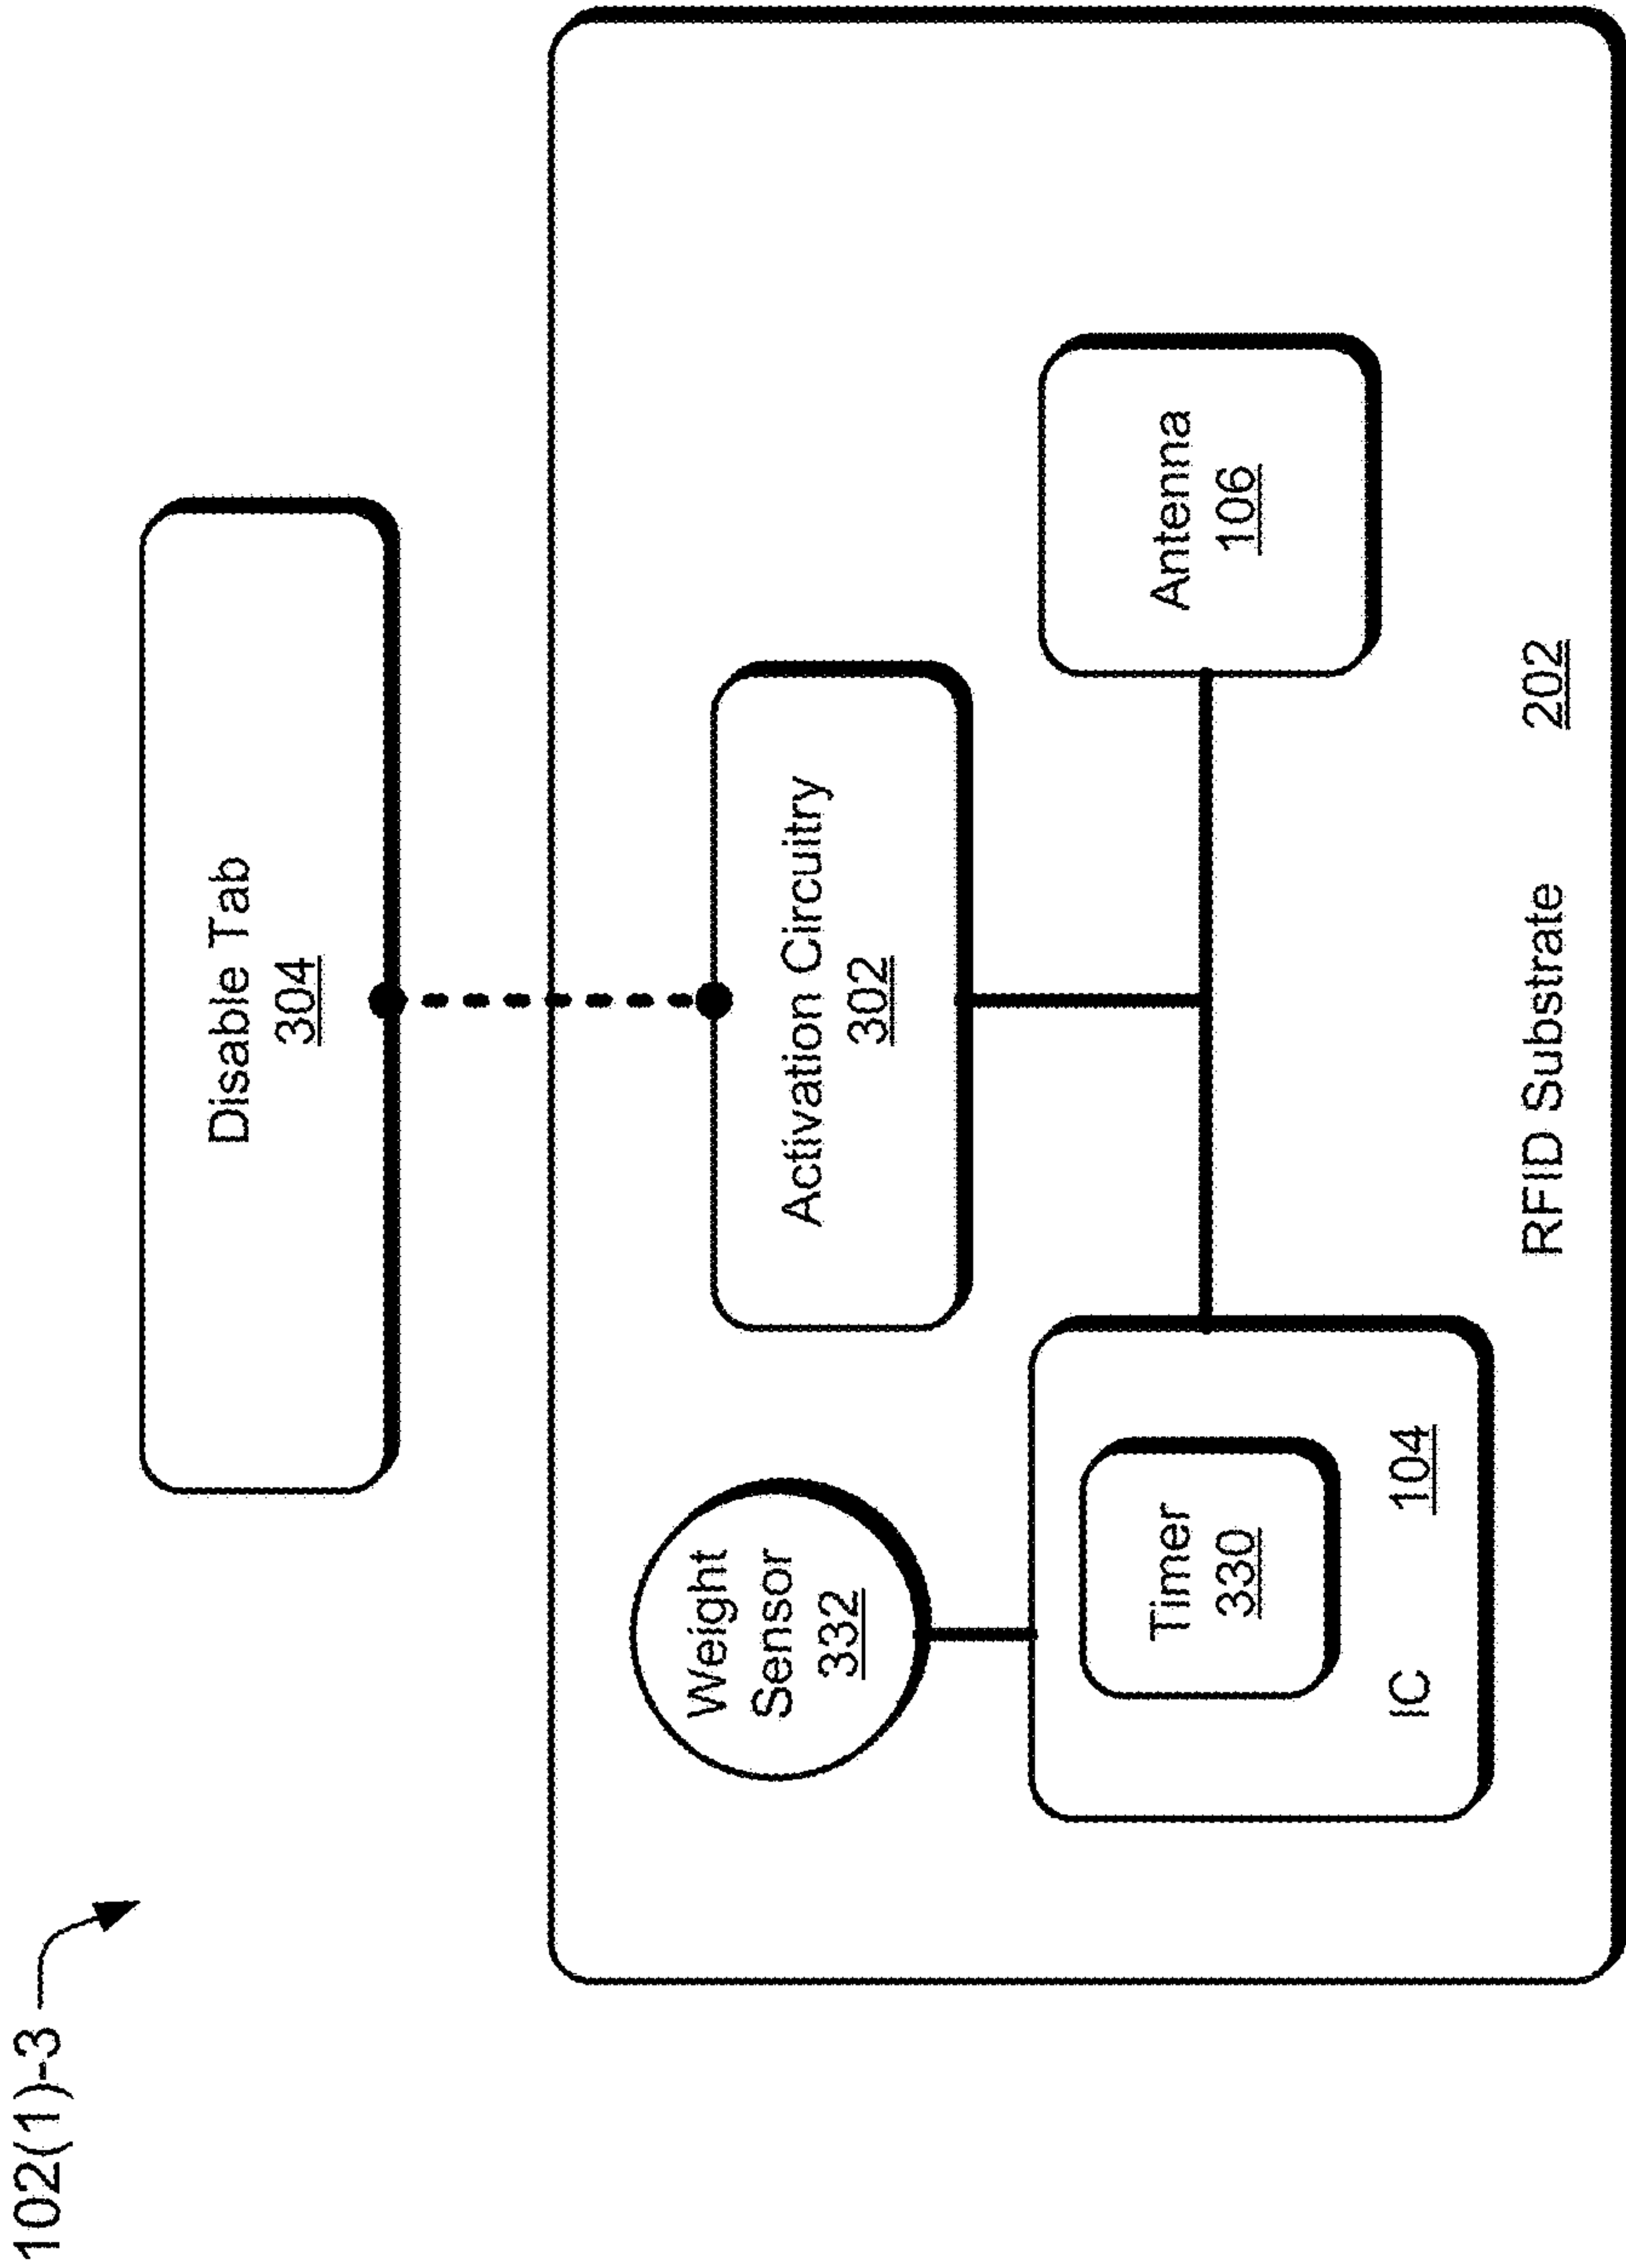 102(1)-3
Disable Tab
304
Weight
Sensor
332
Activation Circuitry
302
Timer
330
IC 104
Antenna
106
RFID Substrate 202